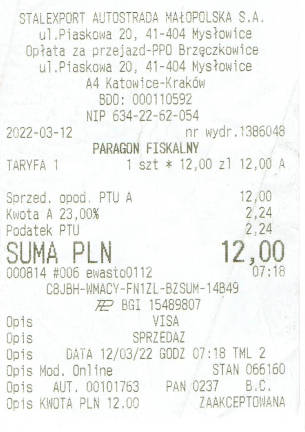 STALEXPORT AUTOSTRADA MAŁOPOLSKA S.A.
ul.Piaskowa 20, 41-404 Mysłowice
Opłata za przejazd-PPO Brzęczkowice
ul.Piaskowa 20, 41-404 Mysłowice
A4 Katowice-Kraków
BDO: 000110592
NIP 634-22-62-054
2022-03-12 nr wydr.1386048
PARAGON FISKALNY
TARYFA 1 1 szt * 12,00 zl 12,00 A
Sprzed. opod. PTU A 12,00
Kwota A 23,00% 2,24
Podatek PTU 2,24
SUMA PLN 12,00
000814 #006 ewasto0112 07:18
C8JBH-WMACY-FN1ZL-BZSUM-14B49
PL BGI 15489807
Opis VISA
Opis SPRZEDAZ
Opis DATA 12/03/22 GODZ 07:18 TML 2
Opis Mod. Online STAN 066160
Opis AUT. 00101763 PAN 0237 B.C.
Opis KWOTA PLN 12.00 ZAAKCEPTOWANA